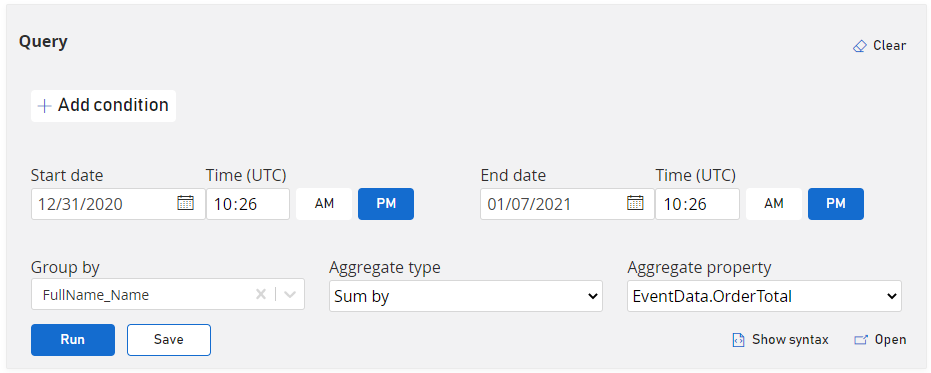 Query
Clear
Add condition
Start date Time (UTC) End date Time (UTC)
12/31/2020 10:26 AM PM 01/07/2021 10:26 AM PM
Group by Aggregate type Aggregate property
FullName_Name Sum by EventData.OrderTotal
Run Save Show syntax Open